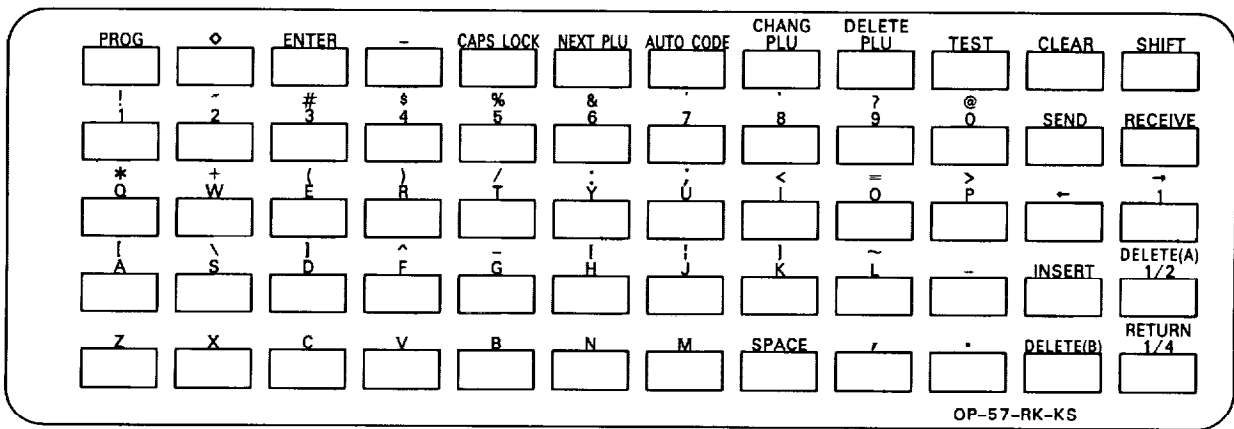 CHANG DELETE
PROG ◇ ENTER – CAPS LOCK NEXT PLU AUTO CODE PLU PLU TEST CLEAR SHIFT
! ˝ # $ % & ' ' ? @
1 2 3 4 5 6 7 8 9 0 SEND RECEIVE
* + ( ) / : ; < = > →
Q W E R T Y U I O P ← 1
[ \ ] ^ – [ ¦ ] ~ DELETE(A)
A S D F G H J K L – INSERT 1/2
RETURN
Z X C V B N M SPACE , . DELETE(B) 1/4
OP-57-RK-KS